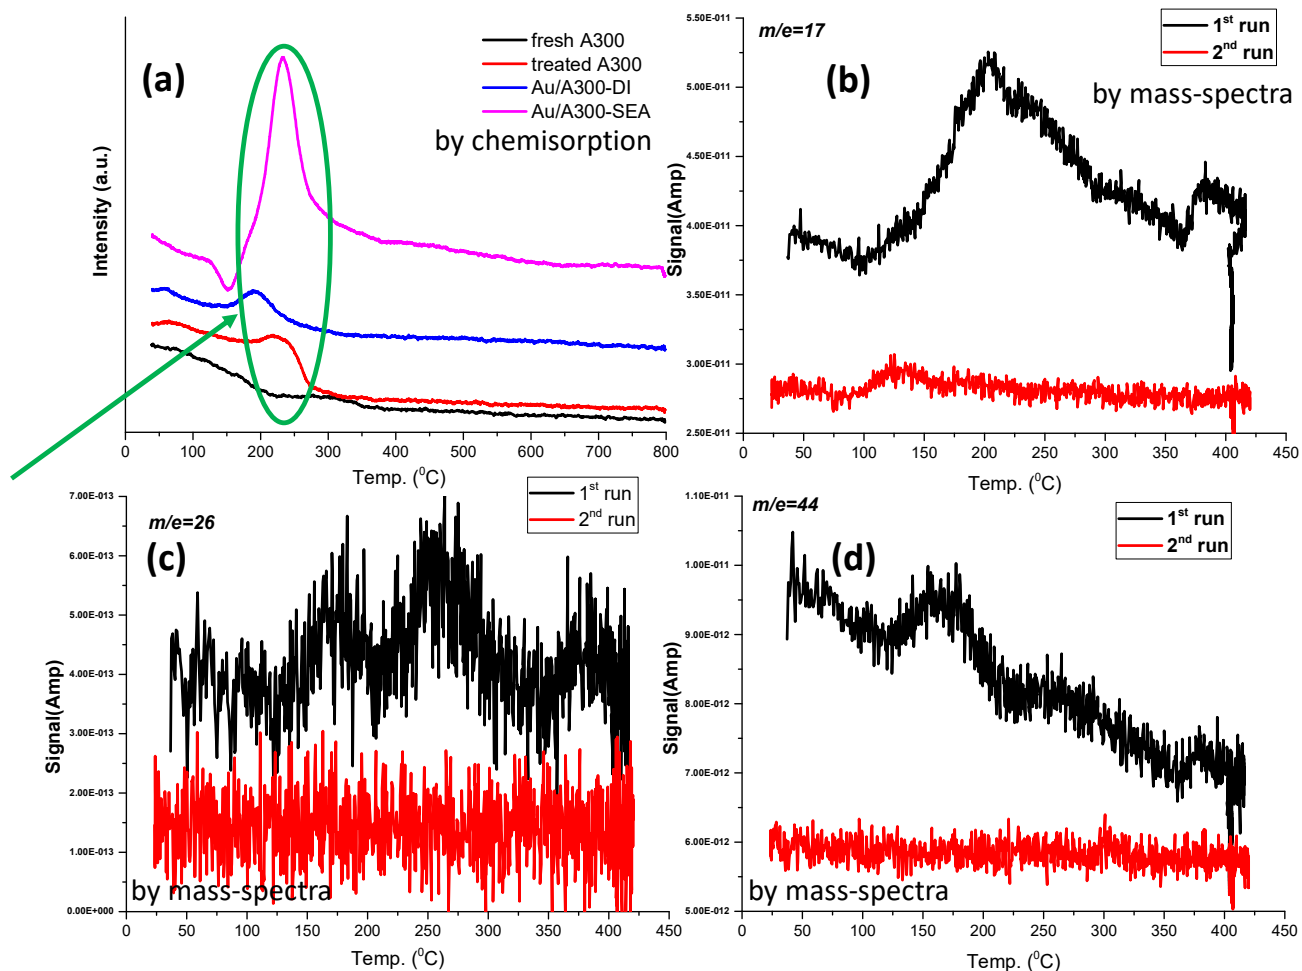 (a)
fresh A300
treated A300
Au/A300-DI
Au/A300-SEA
by chemisorption
Intensity (a.u.)
0 100 200 300 400 500 600 700 800
Temp. (⁰C)
m/e=17
(b)
1st run
2nd run
by mass-spectra
Signal(Amp)
5.50E-011
5.00E-011
4.50E-011
4.00E-011
3.50E-011
3.00E-011
2.50E-011
0 50 100 150 200 250 300 350 400 450
Temp. (⁰C)
m/e=26
(c)
1st run
2nd run
by mass-spectra
Signal(Amp)
7.00E-013
6.00E-013
5.00E-013
4.00E-013
3.00E-013
2.00E-013
1.00E-013
0.00E+000
0 50 100 150 200 250 300 350 400 450
Temp. (⁰C)
m/e=44
(d)
1st run
2nd run
by mass-spectra
Signal(Amp)
1.10E-011
1.00E-011
9.00E-012
8.00E-012
7.00E-012
6.00E-012
5.00E-012
0 50 100 150 200 250 300 350 400 450
Temp. (⁰C)